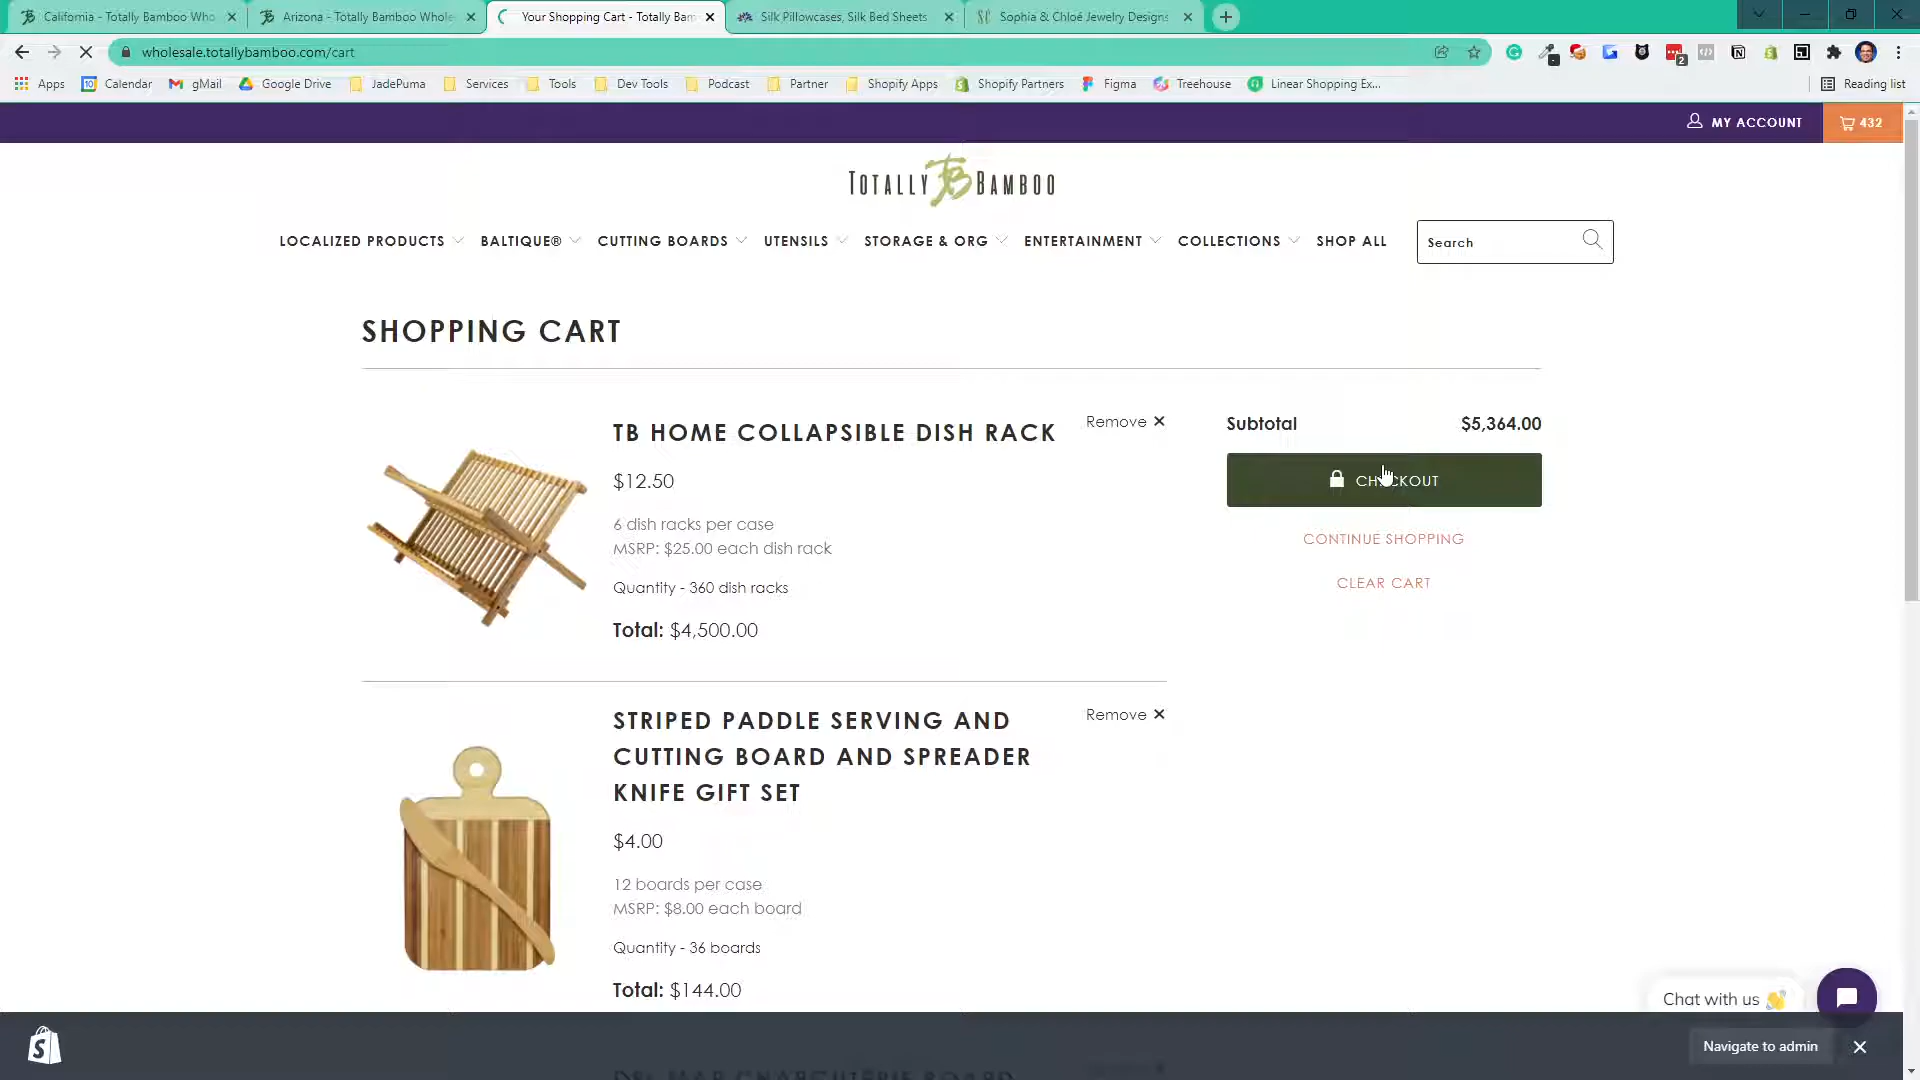 California - Totally Bamboo Who
Arizona - Totally Bamboo Whole
Your Shopping Cart - Totally Bam
Silk Pillowcases, Silk Bed Sheets
Sophia & Chloé Jewelry Designs
wholesale.totallybamboo.com/cart
2
Apps
10
Calendar
gMail
Google Drive
JadePuma
Services
Tools
Dev Tools
Podcast
Partner
Shopify Apps
Shopify Partners
Figma
Treehouse
Linear Shopping Ex...
Reading list
MY ACCOUNT
432
TOTALLY TB BAMBOO
LOCALIZED PRODUCTS
BALTIQUE®
CUTTING BOARDS
UTENSILS
STORAGE & ORG
ENTERTAINMENT
COLLECTIONS
SHOP ALL
Search
SHOPPING CART
TB HOME COLLAPSIBLE DISH RACK
Remove ✕
$12.50
6 dish racks per case
MSRP: $25.00 each dish rack
Quantity - 360 dish racks
Total: $4,500.00
Subtotal $5,364.00
CHECKOUT
CONTINUE SHOPPING
CLEAR CART
STRIPED PADDLE SERVING AND
CUTTING BOARD AND SPREADER
KNIFE GIFT SET
Remove ✕
$4.00
12 boards per case
MSRP: $8.00 each board
Quantity - 36 boards
Total: $144.00
Chat with us 👋
Navigate to admin